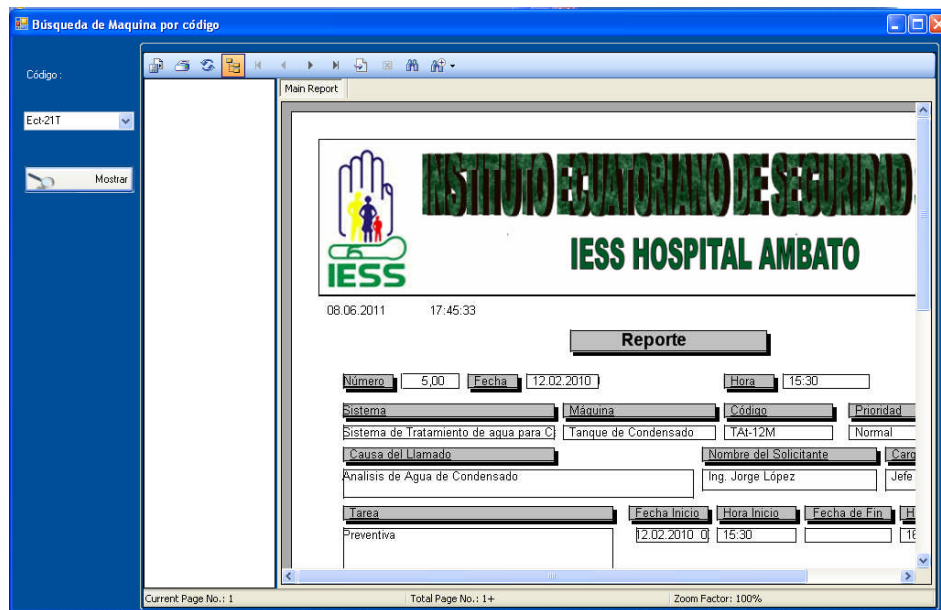 Búsqueda de Maquina por código
Código :
Ect-21T
Mostrar
Main Report
INSTITUTO ECUATORIANO DE SEGURIDAD
IESS HOSPITAL AMBATO
IESS
08.06.2011 17:45:33
Reporte
Número 5,00 Fecha 12.02.2010 Hora 15:30
Sistema Máquina Código Prioridad
Sistema de Tratamiento de agua para C Tanque de Condensado TAt-12M Normal
Causa del Llamado Nombre del Solicitante Carg
Analisis de Agua de Condensado Ing. Jorge López Jefe
Tarea Fecha Inicio Hora Inicio Fecha de Fin H
Preventiva 12.02.2010 0 15:30 16
Current Page No.: 1 Total Page No.: 1+ Zoom Factor: 100%